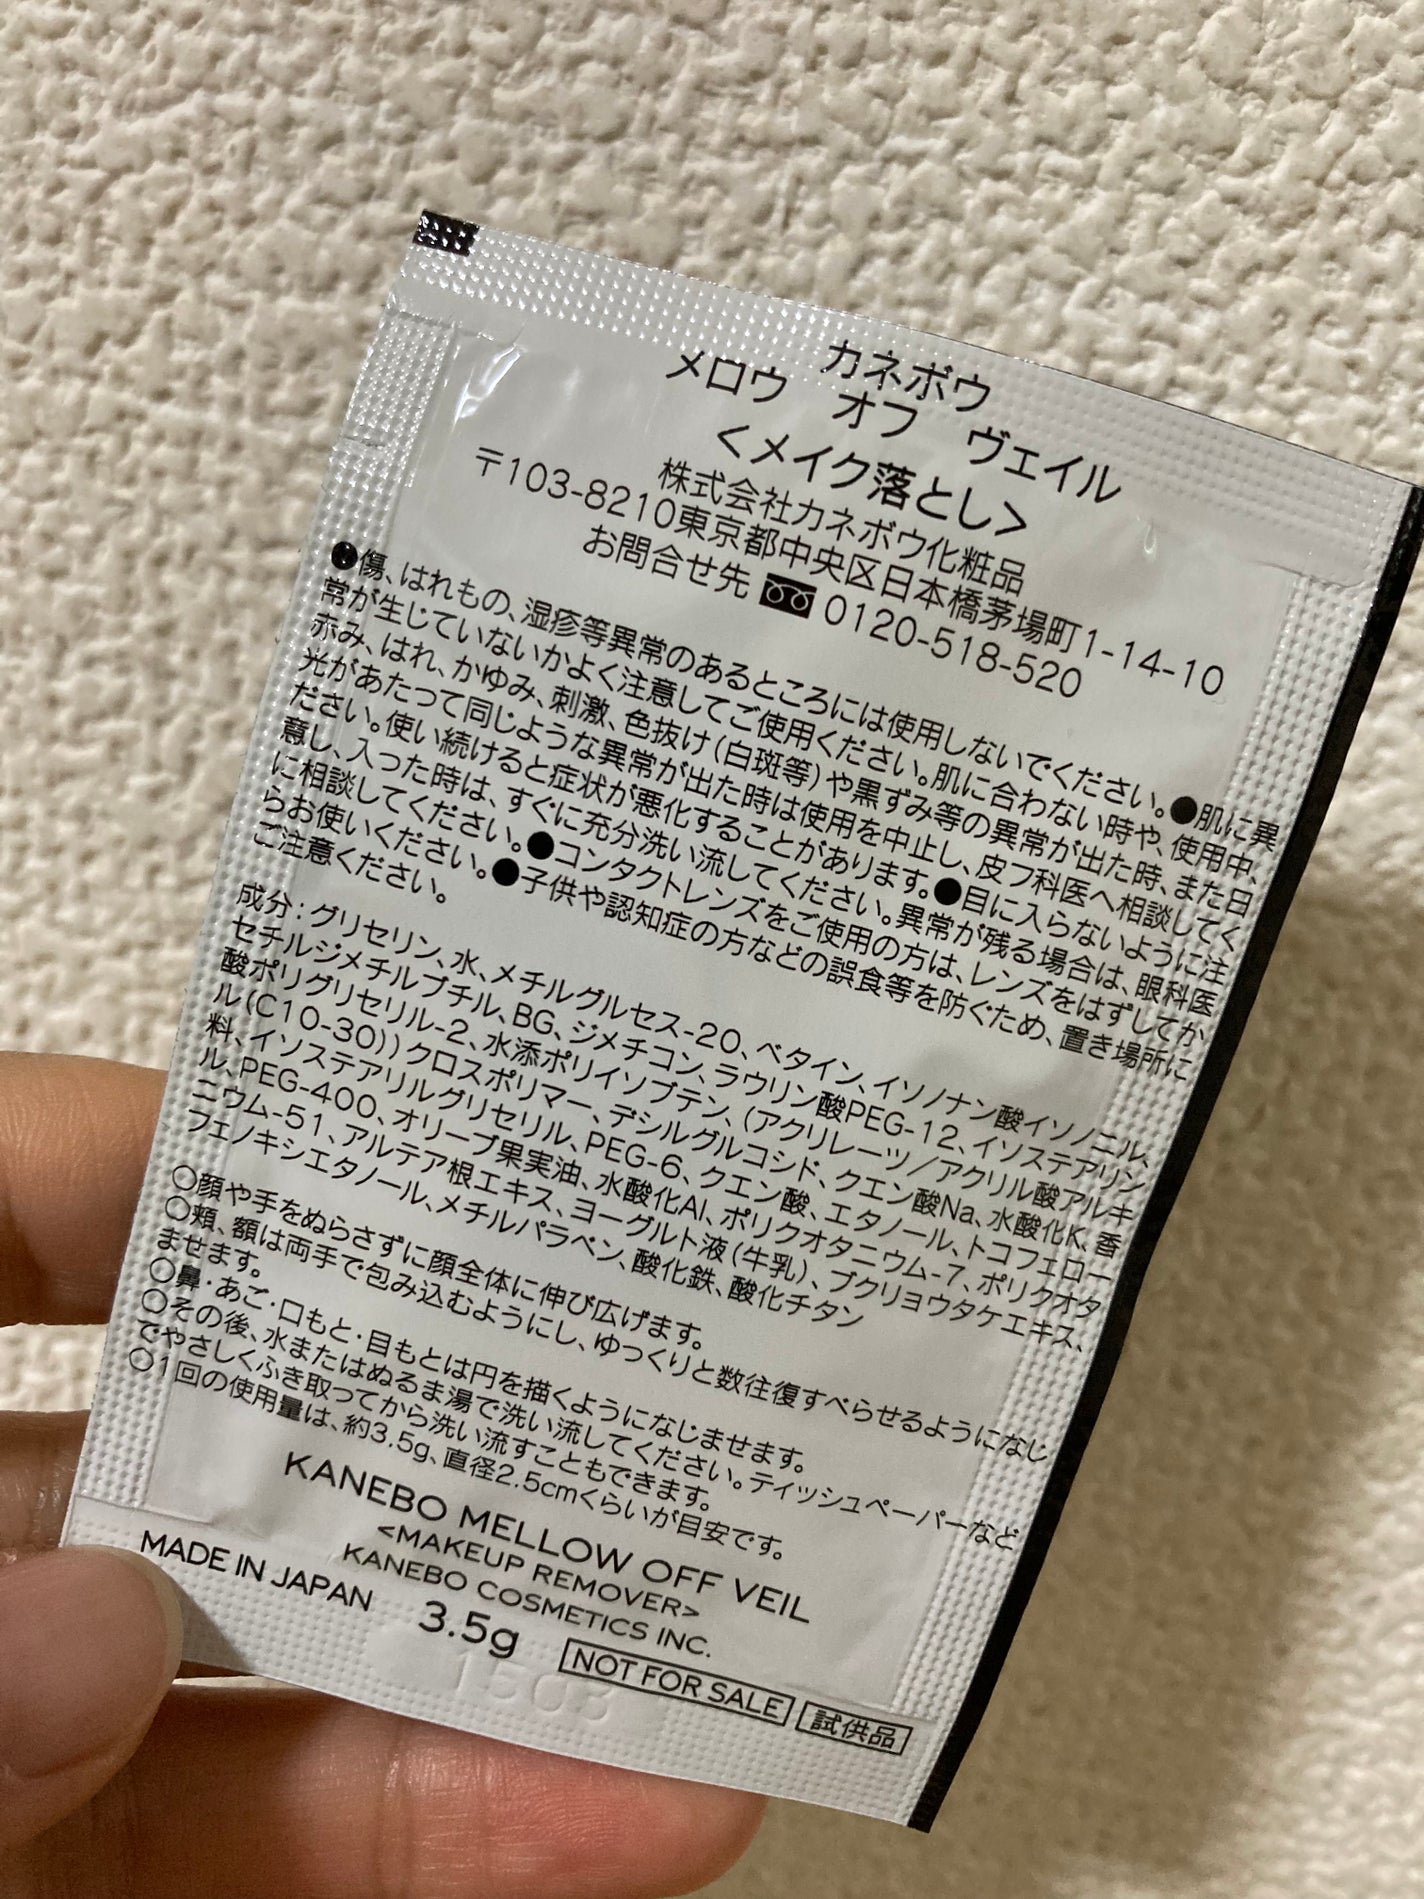 カネボウ
メロウ オフ ヴェイル
<メイク落とし>
株式会社カネボウ化粧品
〒103-8210東京都中央区日本橋茅場町1-14-10
お問合せ先 0120-518-520
●傷、はれもの、湿疹等異常のあるところには使用しないでください。●肌に異
常が生じていないかよく注意してご使用ください。肌に合わない時や、使用中、
赤み、はれ、かゆみ、刺激、色抜け(白斑等)や黒ずみ等の異常が出た時、また日
光があたって同じような異常が出た時は使用を中止し、皮フ科医へ相談してく
ださい。使い続けると症状が悪化することがあります。●目に入らないように注
意し、入った時は、すぐに充分洗い流してください。異常が残る場合は、眼科医
に相談してください。●コンタクトレンズをご使用の方は、レンズをはずしてか
らお使いください。●子供や認知症の方などの誤食等を防ぐため、置き場所に
ご注意ください。
成分:グリセリン、水、メチルグルセス-20、ベタイン、イソノナン酸イソノニル、
セチルジメチルブチル、BG、ジメチコン、ラウリン酸PEG-12、イソステアリン
酸ポリグリセリル-2、水添ポリイソブテン、(アクリレーツ/アクリル酸アルキ
ル(C10-30))クロスポリマー、デシルグルコシド、クエン酸Na、水酸化K、香
料、イソステアリルグリセリル、PEG-6、クエン酸、エタノール、トコフェロー
ル、PEG-400、オリーブ果実油、水酸化Al、ポリクオタニウム-7、ポリクオタ
ニウム-51、アルテア根エキス、ヨーグルト液(牛乳)、ブクリョウタケエキス、
フェノキシエタノール、メチルパラベン、酸化鉄、酸化チタン
○顔や手をぬらさずに顔全体に伸び広げます。
○頬、額は両手で包み込むようにし、ゆっくりと数往復すべらせるようになじ
ませます。
○鼻・あご・口もと・目もとは円を描くようになじませます。
○その後、水またはぬるま湯で洗い流してください。ティッシュペーパーなど
でやさしくふき取ってから洗い流すこともできます。
○1回の使用量は、約3.5g、直径2.5cmくらいが目安です。
KANEBO MELLOW OFF VEIL
<MAKEUP REMOVER>
KANEBO COSMETICS INC.
MADE IN JAPAN 3.5g NOT FOR SALE 試供品